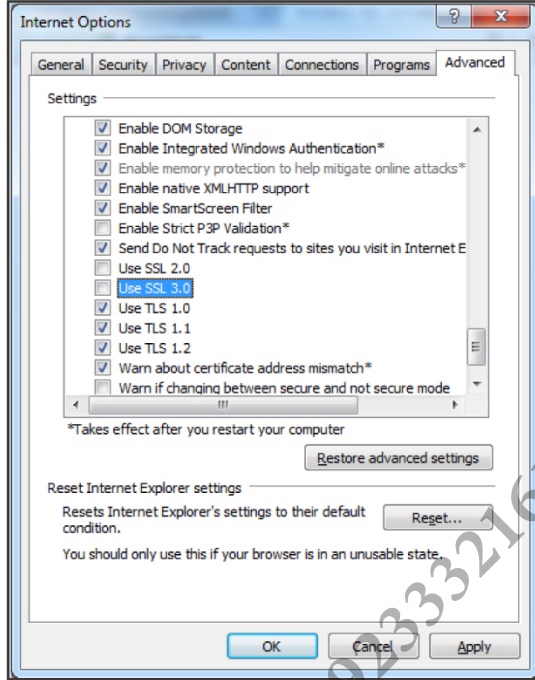 Internet Options
General Security Privacy Content Connections Programs Advanced
Settings
Enable DOM Storage
Enable Integrated Windows Authentication*
Enable memory protection to help mitigate online attacks*
Enable native XMLHTTP support
Enable SmartScreen Filter
Enable Strict P3P Validation*
Send Do Not Track requests to sites you visit in Internet E
Use SSL 2.0
Use SSL 3.0
Use TLS 1.0
Use TLS 1.1
Use TLS 1.2
Warn about certificate address mismatch*
Warn if changing between secure and not secure mode
*Takes effect after you restart your computer
Restore advanced settings
Reset Internet Explorer settings
Resets Internet Explorer's settings to their default
condition.
Reset...
You should only use this if your browser is in an unusable state.
OK Cancel Apply